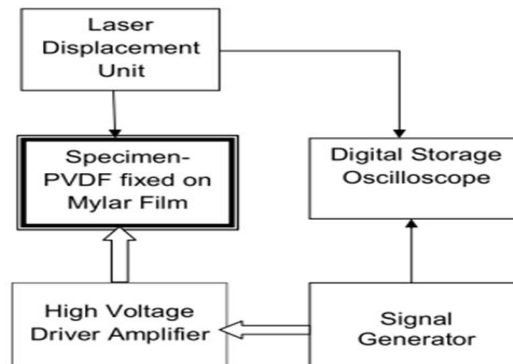 Laser
Displacement
Unit
Specimen-
PVDF fixed on
Mylar Film
Digital Storage
Oscilloscope
High Voltage
Driver Amplifier
Signal
Generator